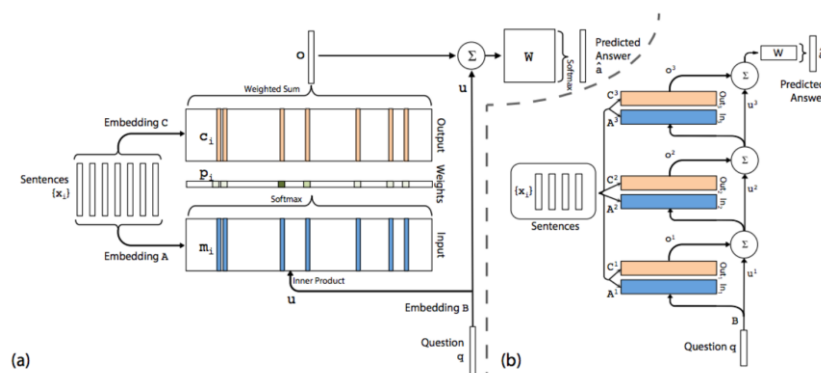 o
Σ
W
Softmax
Predicted
Answer
â
u
Weighted Sum
Embedding C
c_i
Output
Sentences
{x_i}
p_i
Weights
Softmax
Embedding A
m_i
Input
Inner Product
u
Embedding B
Question
q
(a)
W
Predicted
Answer
o³
Σ
C³
A³
Out₃
In₃
u³
{x_i}
Sentences
o²
Σ
C²
A²
Out₂
In₂
u²
o¹
Σ
C¹
A¹
Out₁
In₁
u¹
B
Question q
(b)